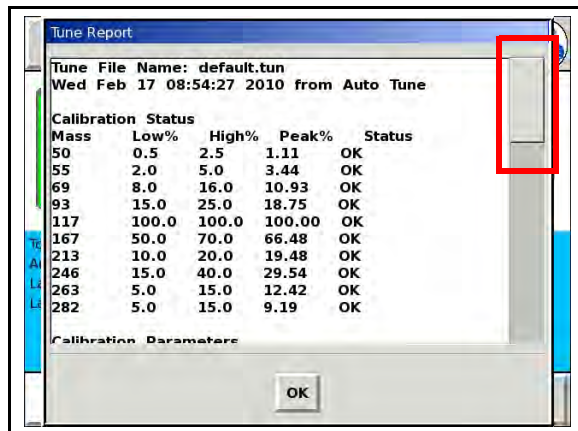 Tune Report
Tune File Name: default.tun
Wed Feb 17 08:54:27 2010 from Auto Tune
Calibration Status
Mass Low% High% Peak% Status
50 0.5 2.5 1.11 OK
55 2.0 5.0 3.44 OK
69 8.0 16.0 10.93 OK
93 15.0 25.0 18.75 OK
117 100.0 100.0 100.00 OK
167 50.0 70.0 66.48 OK
213 10.0 20.0 19.48 OK
246 15.0 40.0 29.54 OK
263 5.0 15.0 12.42 OK
282 5.0 15.0 9.19 OK
Calibration Parameters
OK